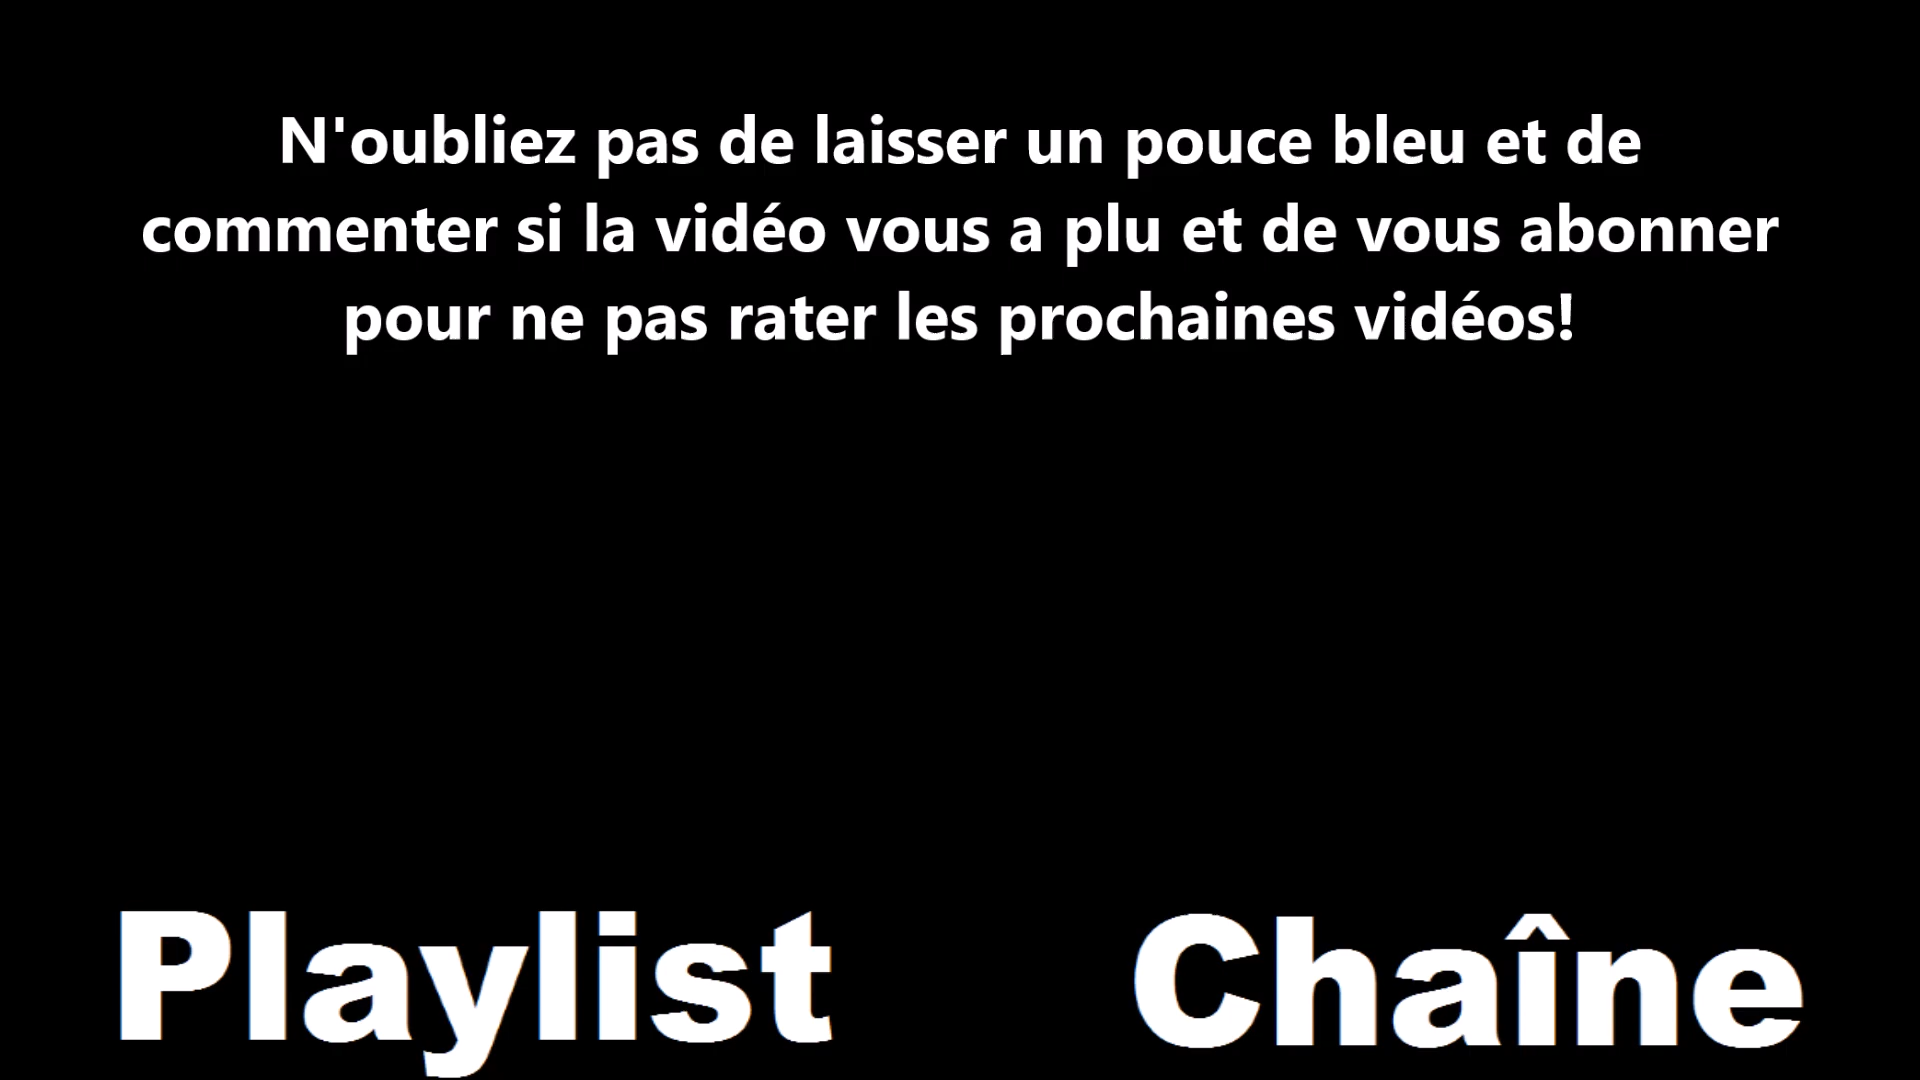 N'oubliez pas de laisser un pouce bleu et de
commenter si la vidéo vous a plu et de vous abonner
pour ne pas rater les prochaines vidéos!
Playlist
Chaîne